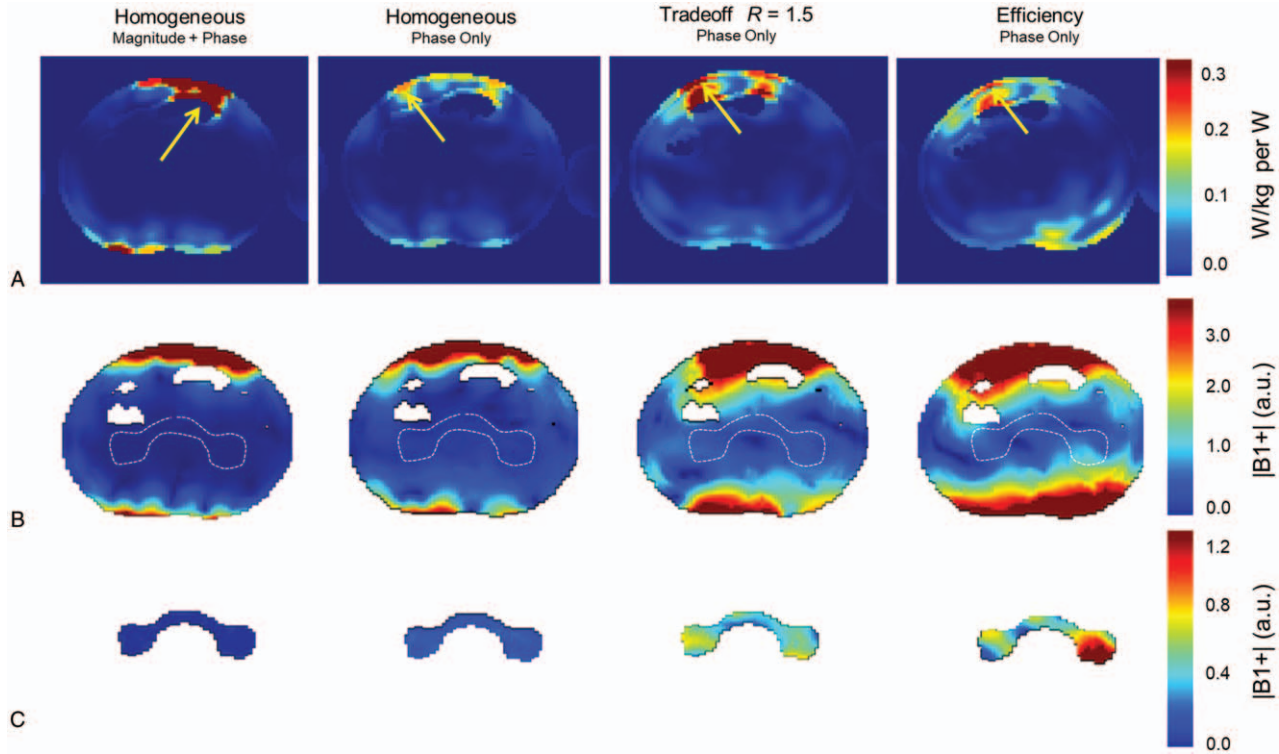 Homogeneous
Magnitude + Phase
Homogeneous
Phase Only
Tradeoff R = 1.5
Phase Only
Efficiency
Phase Only
0.3
0.2
0.1
0.0
W/kg per W
A
3.0
2.0
1.0
0.0
|B1+| (a.u.)
B
1.2
0.8
0.4
0.0
|B1+| (a.u.)
C